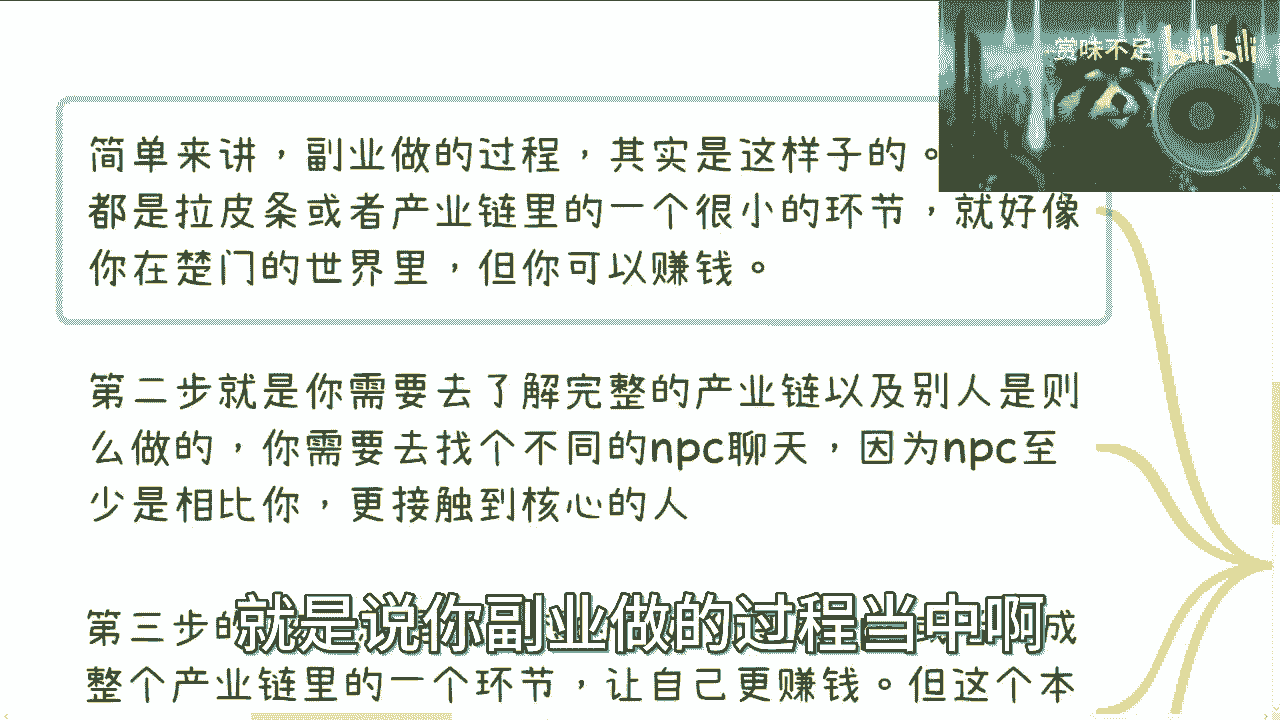 赏味不足 bilibili
简单来讲，副业做的过程，其实是这样子的。
都是拉皮条或者产业链里的一个很小的环节，就好像
你在楚门的世界里，但你可以赚钱。
第二步就是你需要去了解完整的产业链以及别人是则
么做的，你需要去找个不同的npc聊天，因为npc至
少是相比你，更接触到核心的人
第三步的
成
就是说你副业做的过程当中啊
整个产业链里的一个环节，让自己更赚钱。但这个本